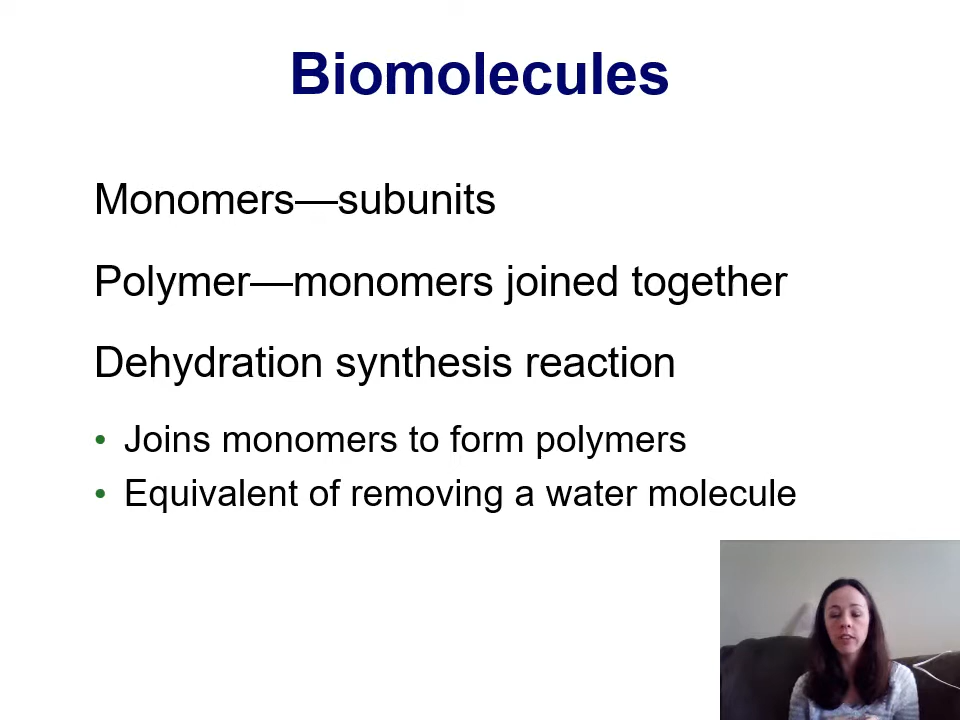 Biomolecules
Monomers—subunits
Polymer—monomers joined together
Dehydration synthesis reaction
• Joins monomers to form polymers
• Equivalent of removing a water molecule